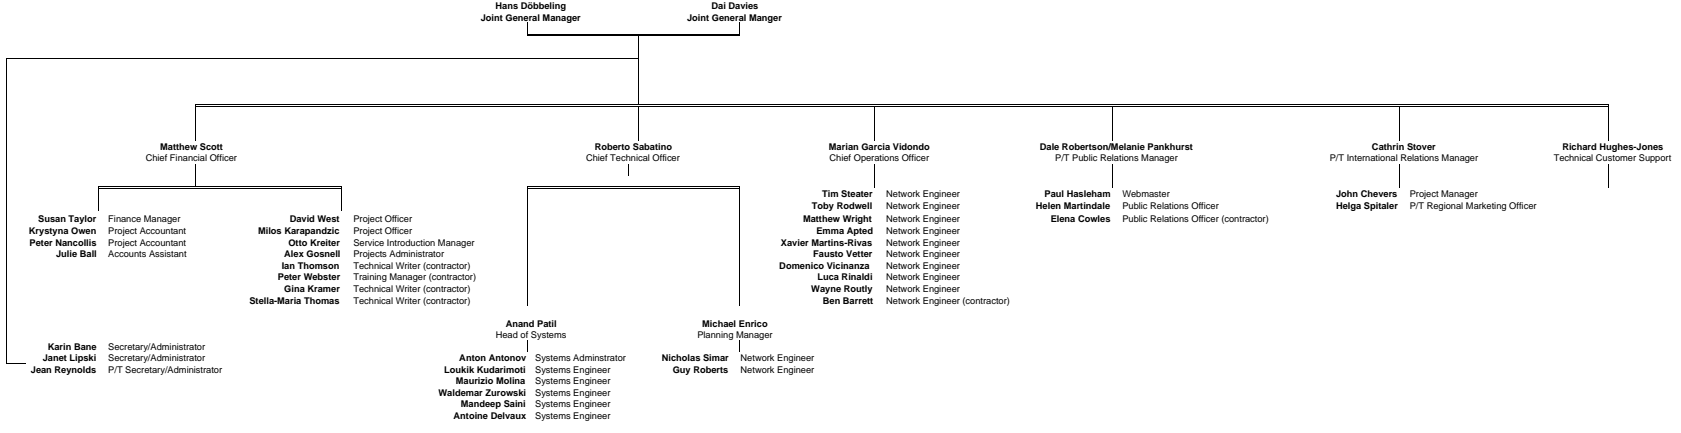 Hans Döbbeling
Joint General Manager
Dai Davies
Joint General Manger
Matthew Scott
Chief Financial Officer
Roberto Sabatino
Chief Technical Officer
Marian Garcia Vidondo
Chief Operations Officer
Dale Robertson/Melanie Pankhurst
P/T Public Relations Manager
Cathrin Stover
P/T International Relations Manager
Richard Hughes-Jones
Technical Customer Support
Susan Taylor Finance Manager
Krystyna Owen Project Accountant
Peter Nancollis Project Accountant
Julie Ball Accounts Assistant
David West Project Officer
Milos Karapandzic Project Officer
Otto Kreiter Service Introduction Manager
Alex Gosnell Projects Administrator
Ian Thomson Technical Writer (contractor)
Peter Webster Training Manager (contractor)
Gina Kramer Technical Writer (contractor)
Stella-Maria Thomas Technical Writer (contractor)
Tim Steater Network Engineer
Toby Rodwell Network Engineer
Matthew Wright Network Engineer
Emma Apted Network Engineer
Xavier Martins-Rivas Network Engineer
Fausto Vetter Network Engineer
Domenico Vicinanza Network Engineer
Luca Rinaldi Network Engineer
Wayne Routly Network Engineer
Ben Barrett Network Engineer (contractor)
Paul Hasleham Webmaster
Helen Martindale Public Relations Officer
Elena Cowles Public Relations Officer (contractor)
John Chevers Project Manager
Helga Spitaler P/T Regional Marketing Officer
Karin Bane Secretary/Administrator
Janet Lipski Secretary/Administrator
Jean Reynolds P/T Secretary/Administrator
Anand Patil
Head of Systems
Anton Antonov Systems Adminstrator
Loukik Kudarimoti Systems Engineer
Maurizio Molina Systems Engineer
Waldemar Zurowski Systems Engineer
Mandeep Saini Systems Engineer
Antoine Delvaux Systems Engineer
Michael Enrico
Planning Manager
Nicholas Simar Network Engineer
Guy Roberts Network Engineer